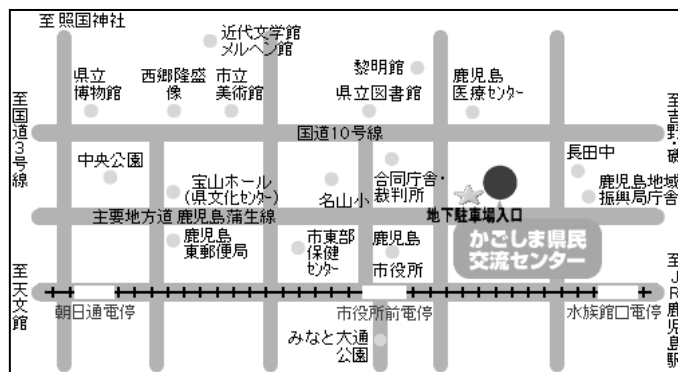 至 照国神社
近代文学館
メルヘン館
県立
博物館
西郷隆盛
像
市立
美術館
黎明館
県立図書館
鹿児島
医療センター
至国道3号線
至吉野・磯
国道10号線
中央公園
宝山ホール
(県文化センター)
名山小
合同庁舎・
裁判所
長田中
鹿児島地域
振興局庁舎
主要地方道 鹿児島蒲生線
地下駐車場入口
かごしま県民
交流センター
鹿児島
東郵便局
市東部
保健
センター
鹿児島
市役所
至天文館
至JR鹿児島駅
朝日通電停
市役所前電停
水族館口電停
みなと大通
公園